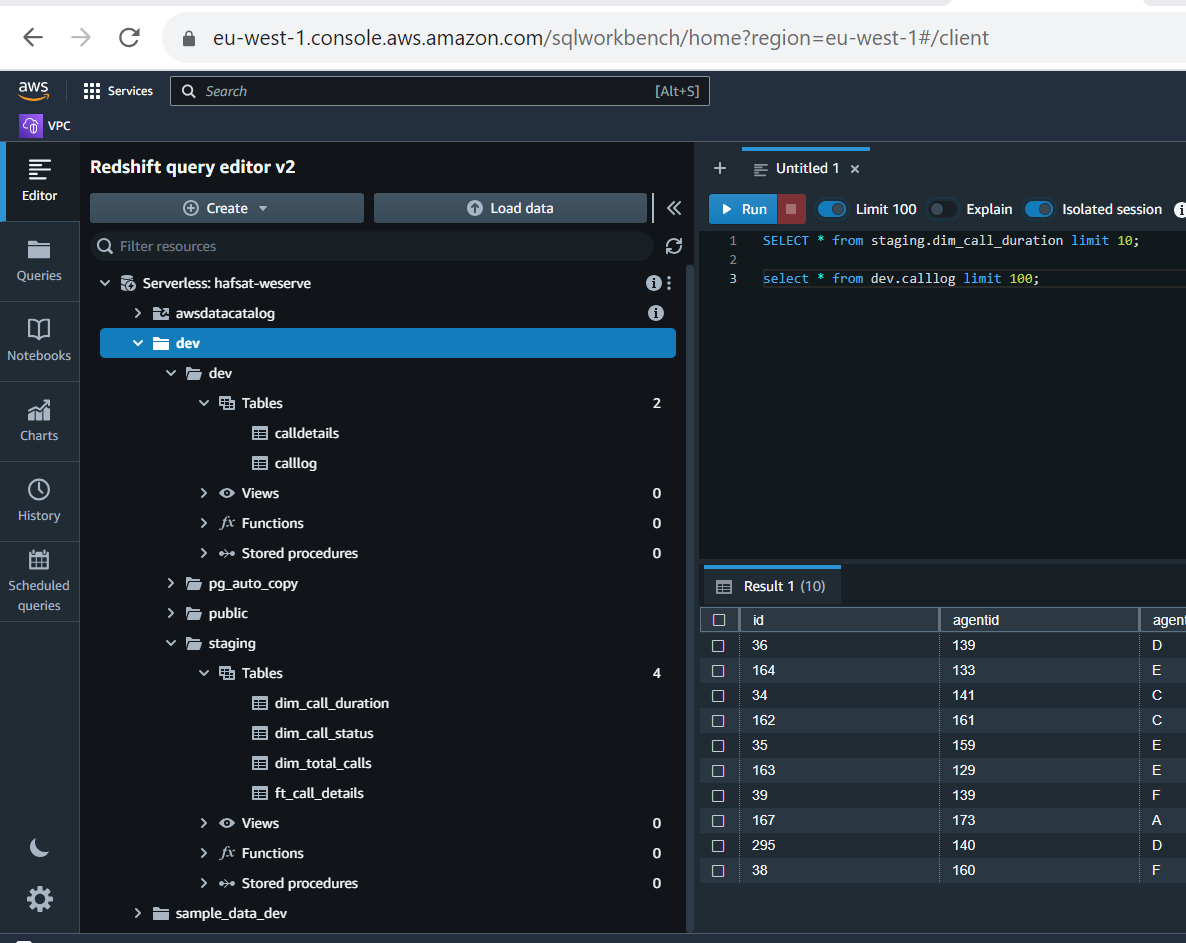 eu-west-1.console.aws.amazon.com/sqlworkbench/home?region=eu-west-1#/client
aws
Services
Search
[Alt+S]
VPC
Editor
Queries
Notebooks
Charts
History
Scheduled
queries
Redshift query editor v2
Create
Load data
Filter resources
Serverless: hafsat-weserve
awsdatacatalog
dev
dev
Tables 2
calldetails
calllog
Views 0
fx Functions 0
Stored procedures 0
pg_auto_copy
public
staging
Tables 4
dim_call_duration
dim_call_status
dim_total_calls
ft_call_details
Views 0
fx Functions 0
Stored procedures 0
sample_data_dev
+ Untitled 1 ×
Run Limit 100 Explain Isolated session
1 SELECT * from staging.dim_call_duration limit 10;
2
3 select * from dev.calllog limit 100;
Result 1 (10)
id agentid agent
36 139 D
164 133 E
34 141 C
162 161 C
35 159 E
163 129 E
39 139 F
167 173 A
295 140 D
38 160 F